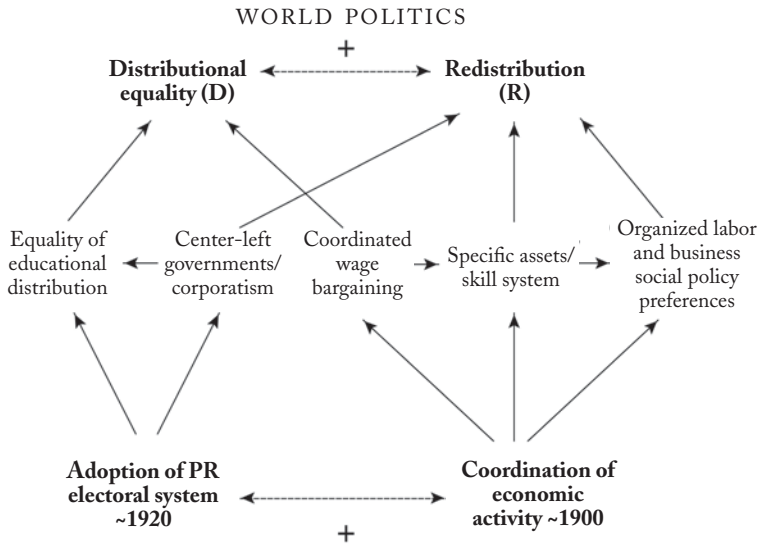 WORLD POLITICS
+
Distributional
equality (D)
Redistribution
(R)
Equality of
educational
distribution
Center-left
governments/
corporatism
Coordinated
wage
bargaining
Specific assets/
skill system
Organized labor
and business
social policy
preferences
Adoption of PR
electoral system
~1920
Coordination of
economic
activity ~1900
+